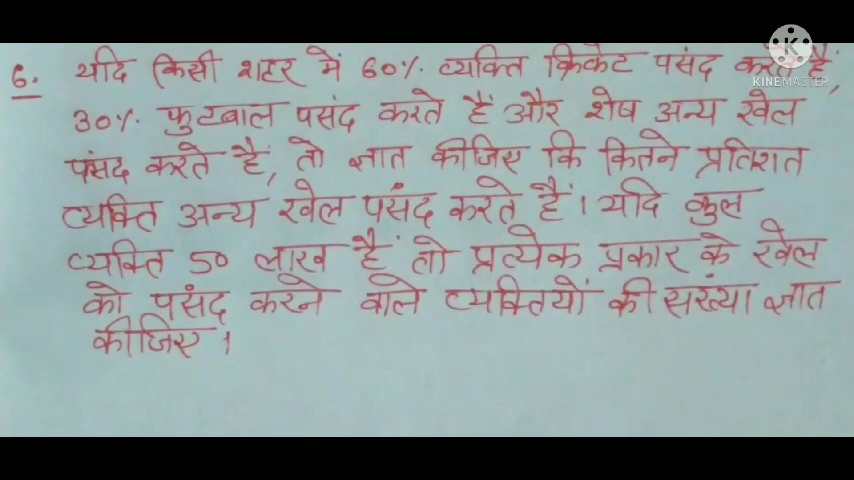 KINEMASTER
6. यदि किसी शहर में 60% व्यक्ति क्रिकेट पसंद करते हैं,
30% फुटबाल पसंद करते हैं और शेष अन्य खेल
पसंद करते हैं, तो ज्ञात कीजिए कि कितने प्रतिशत
व्यक्ति अन्य खेल पसंद करते हैं। यदि कुल
व्यक्ति 50 लाख हैं तो प्रत्येक प्रकार के खेल
को पसंद करने वाले व्यक्तियों की संख्या ज्ञात
कीजिए।